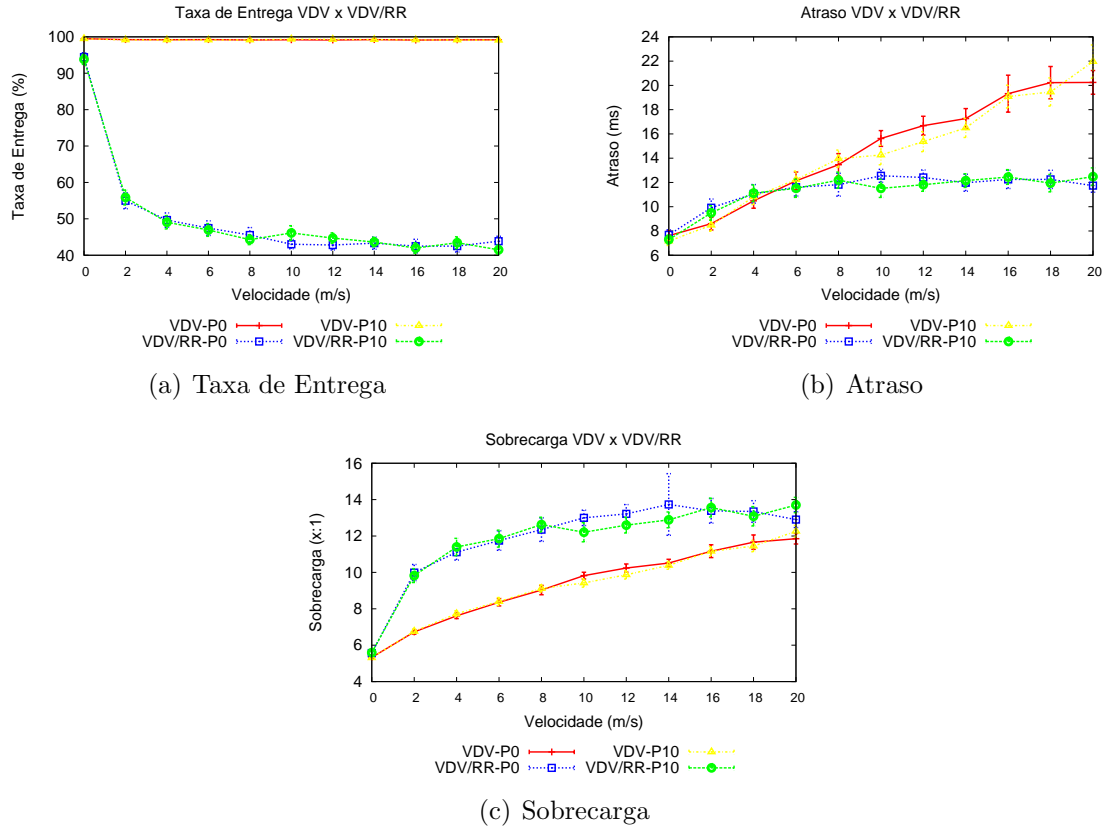 Taxa de Entrega VDV x VDV/RR
Taxa de Entrega (%)
100
90
80
70
60
50
40
0 2 4 6 8 10 12 14 16 18 20
Velocidade (m/s)
VDV-P0 VDV-P10
VDV/RR-P0 VDV/RR-P10
(a) Taxa de Entrega
Atraso VDV x VDV/RR
Atraso (ms)
24
22
20
18
16
14
12
10
8
6
0 2 4 6 8 10 12 14 16 18 20
Velocidade (m/s)
VDV-P0 VDV-P10
VDV/RR-P0 VDV/RR-P10
(b) Atraso
Sobrecarga VDV x VDV/RR
Sobrecarga (x:1)
16
14
12
10
8
6
4
0 2 4 6 8 10 12 14 16 18 20
Velocidade (m/s)
VDV-P0 VDV-P10
VDV/RR-P0 VDV/RR-P10
(c) Sobrecarga